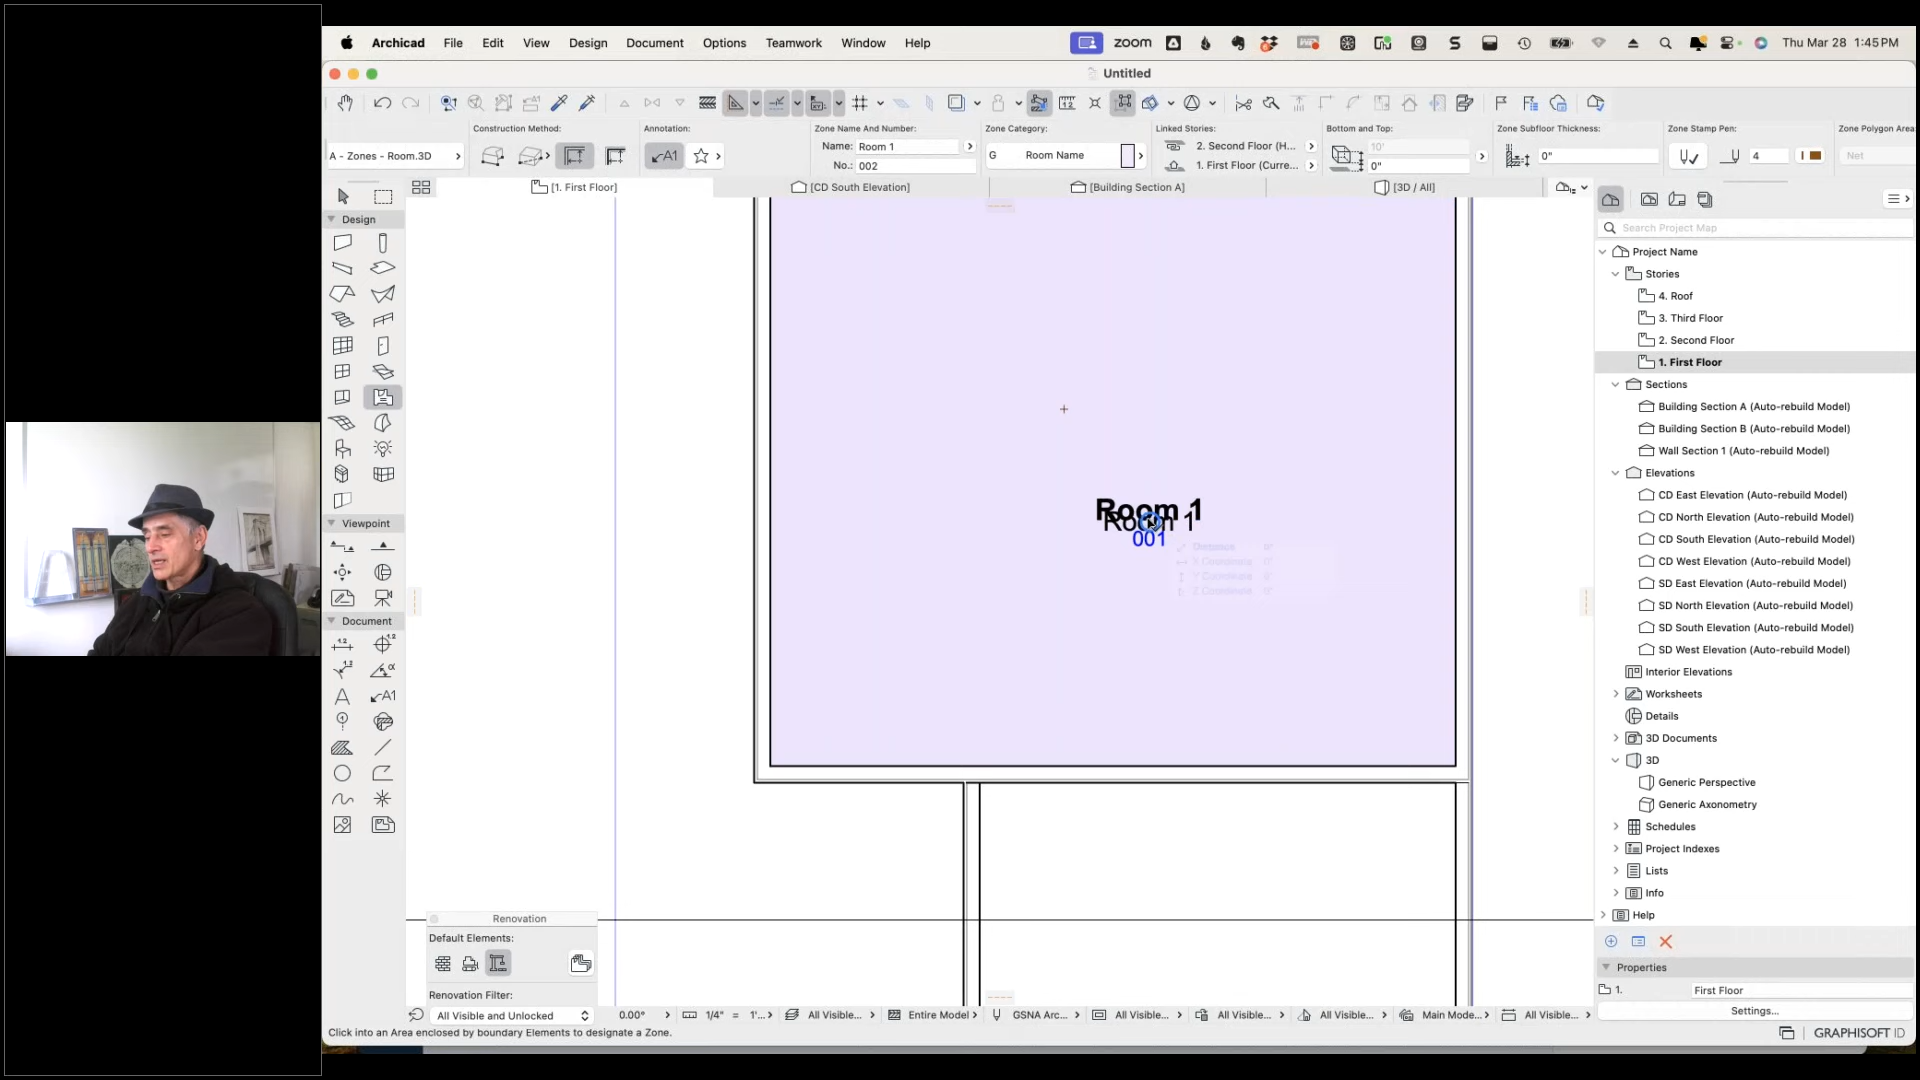 Archicad File Edit View Design Document Options Teamwork Window Help
zoom
Thu Mar 28 1:45 PM
Untitled
Construction Method:
Annotation:
Zone Name And Number:
Zone Category:
Linked Stories:
Bottom and Top:
Zone Subfloor Thickness:
Zone Stamp Pen:
Zone Polygon Area:
A - Zones - Room.3D
A1
Name: Room 1
No.: 002
G Room Name
2. Second Floor (H...
1. First Floor (Curre...
10'
0"
0"
4
Net
[1. First Floor]
[CD South Elevation]
[Building Section A]
[3D / All]
Design
Viewpoint
Document
Room 1
Room 1
001
Distance 0"
X Coordinate 0"
Y Coordinate 0"
Z Coordinate 0"
Search Project Map
Project Name
Stories
4. Roof
3. Third Floor
2. Second Floor
1. First Floor
Sections
Building Section A (Auto-rebuild Model)
Building Section B (Auto-rebuild Model)
Wall Section 1 (Auto-rebuild Model)
Elevations
CD East Elevation (Auto-rebuild Model)
CD North Elevation (Auto-rebuild Model)
CD South Elevation (Auto-rebuild Model)
CD West Elevation (Auto-rebuild Model)
SD East Elevation (Auto-rebuild Model)
SD North Elevation (Auto-rebuild Model)
SD South Elevation (Auto-rebuild Model)
SD West Elevation (Auto-rebuild Model)
Interior Elevations
Worksheets
Details
3D Documents
3D
Generic Perspective
Generic Axonometry
Schedules
Project Indexes
Lists
Info
Help
Properties
1. First Floor
Settings...
Renovation
Default Elements:
Renovation Filter:
All Visible and Unlocked
0.00° 1/4" = 1'... All Visible... Entire Model GSNA Arc... All Visible... All Visible... All Visible... Main Mode... All Visible...
Click into an Area enclosed by boundary Elements to designate a Zone.
GRAPHISOFT ID